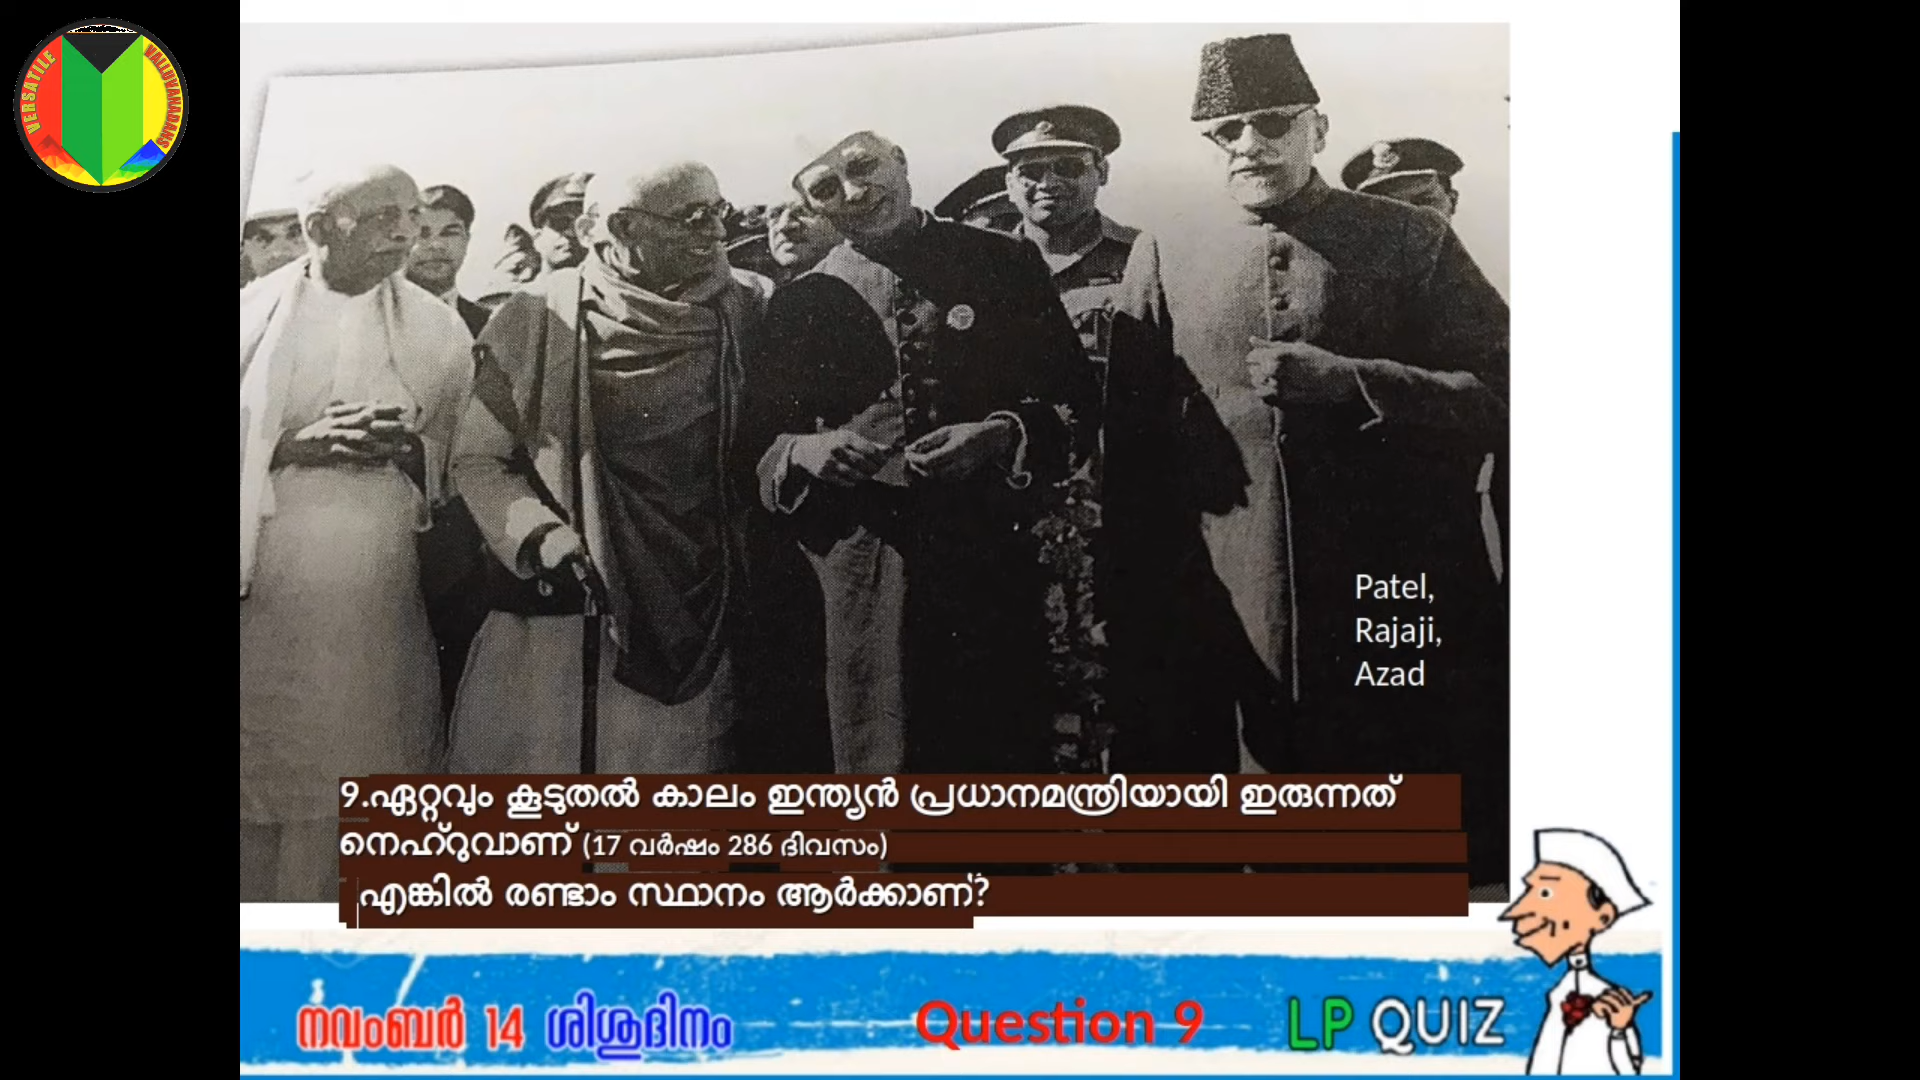 VERSATILE
VALLUVANADANS
Patel,
Rajaji,
Azad
9.ഏറ്റവും കൂടുതൽ കാലം ഇന്ത്യൻ പ്രധാനമന്ത്രിയായി ഇരുന്നത്
നെഹ്റുവാണ് (17 വർഷം 286 ദിവസം)
എങ്കിൽ രണ്ടാം സ്ഥാനം ആർക്കാണ്?
നവംബർ 14 ശിശുദിനം
Question 9
LP QUIZ